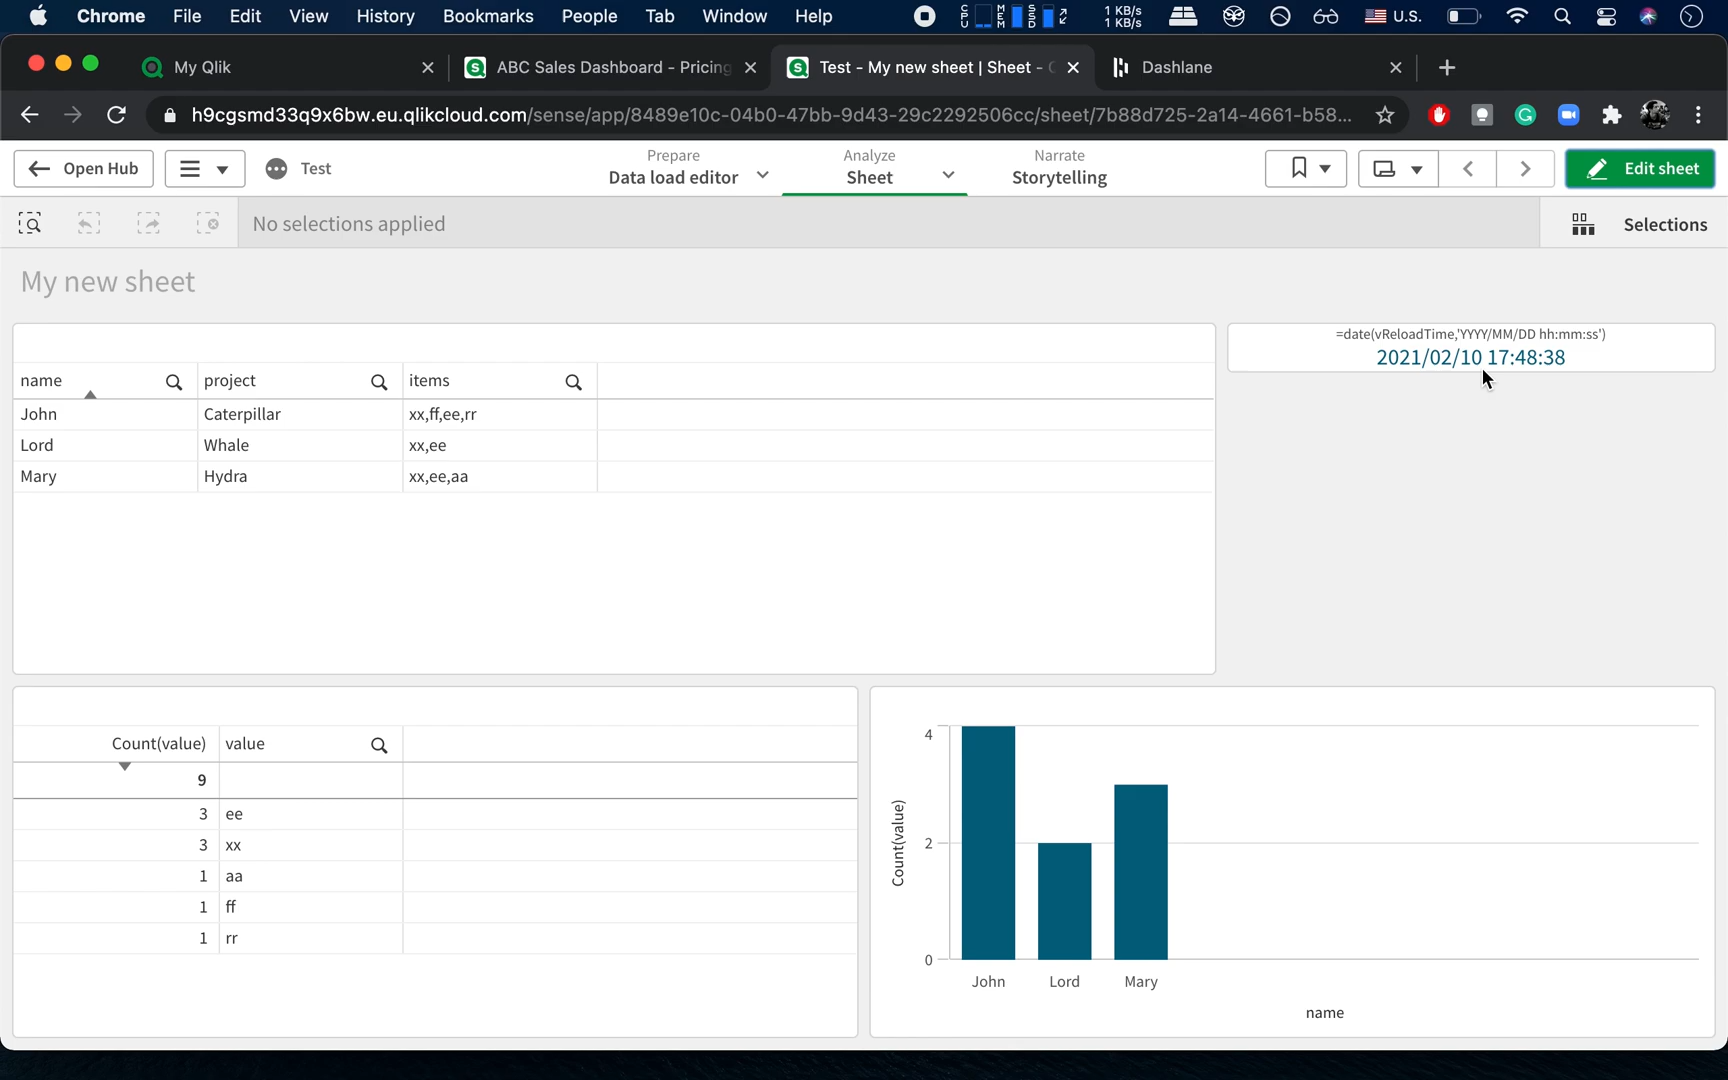 Chrome File Edit View History Bookmarks People Tab Window Help CPU MEM SSD 1 KB/s 1 KB/s U.S.
My Qlik ABC Sales Dashboard - Pricing Test - My new sheet | Sheet - Dashlane
h9cgsmd33q9x6bw.eu.qlikcloud.com/sense/app/8489e10c-04b0-47bb-9d43-29c2292506cc/sheet/7b88d725-2a14-4661-b58...
Open Hub Test Prepare Data load editor Analyze Sheet Narrate Storytelling Edit sheet
No selections applied Selections
My new sheet
name project items
John Caterpillar xx,ff,ee,rr
Lord Whale xx,ee
Mary Hydra xx,ee,aa
=date(vReloadTime,'YYYY/MM/DD hh:mm:ss')
2021/02/10 17:48:38
Count(value) value
9
3 ee
3 xx
1 aa
1 ff
1 rr
Count(value)
4
2
0
John Lord Mary
name